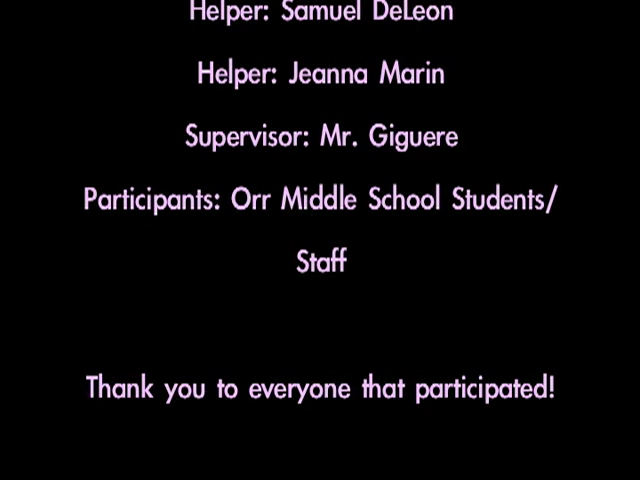 Helper: Samuel DeLeon
Helper: Jeanna Marin
Supervisor: Mr. Giguere
Participants: Orr Middle School Students/
Staff
Thank you to everyone that participated!